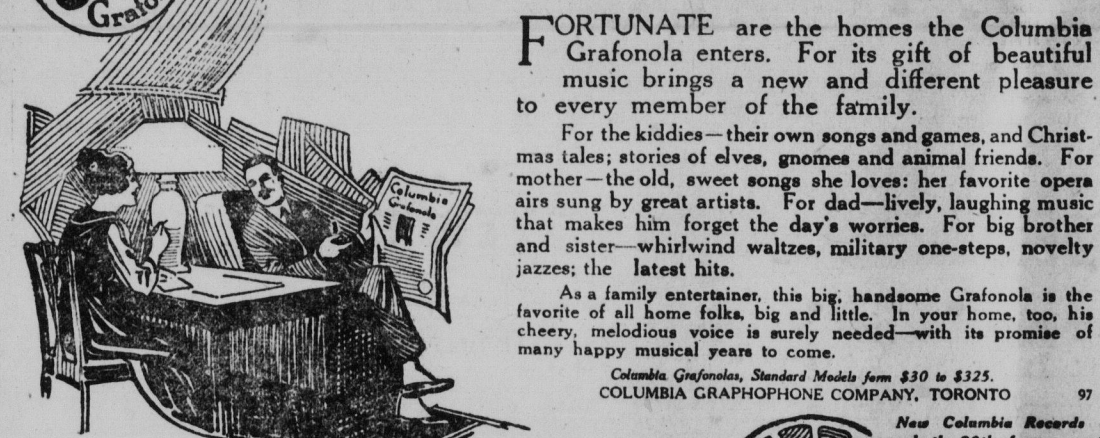 Grafo
Columbia
Grafonola
FORTUNATE are the homes the Columbia
Grafonola enters. For its gift of beautiful
music brings a new and different pleasure
to every member of the family.
For the kiddies—their own songs and games, and Christ-
mas tales; stories of elves, gnomes and animal friends. For
mother—the old, sweet songs she loves: her favorite opera
airs sung by great artists. For dad—lively, laughing music
that makes him forget the day's worries. For big brother
and sister—whirlwind waltzes, military one-steps, novelty
jazzes; the latest hits.
As a family entertainer, this big, handsome Grafonola is the
favorite of all home folks, big and little. In your home, too, his
cheery, melodious voice is surely needed—with its promise of
many happy musical years to come.
Columbia Grafonolas, Standard Models form $30 to $325.
COLUMBIA GRAPHOPHONE COMPANY, TORONTO 97
New Columbia Records